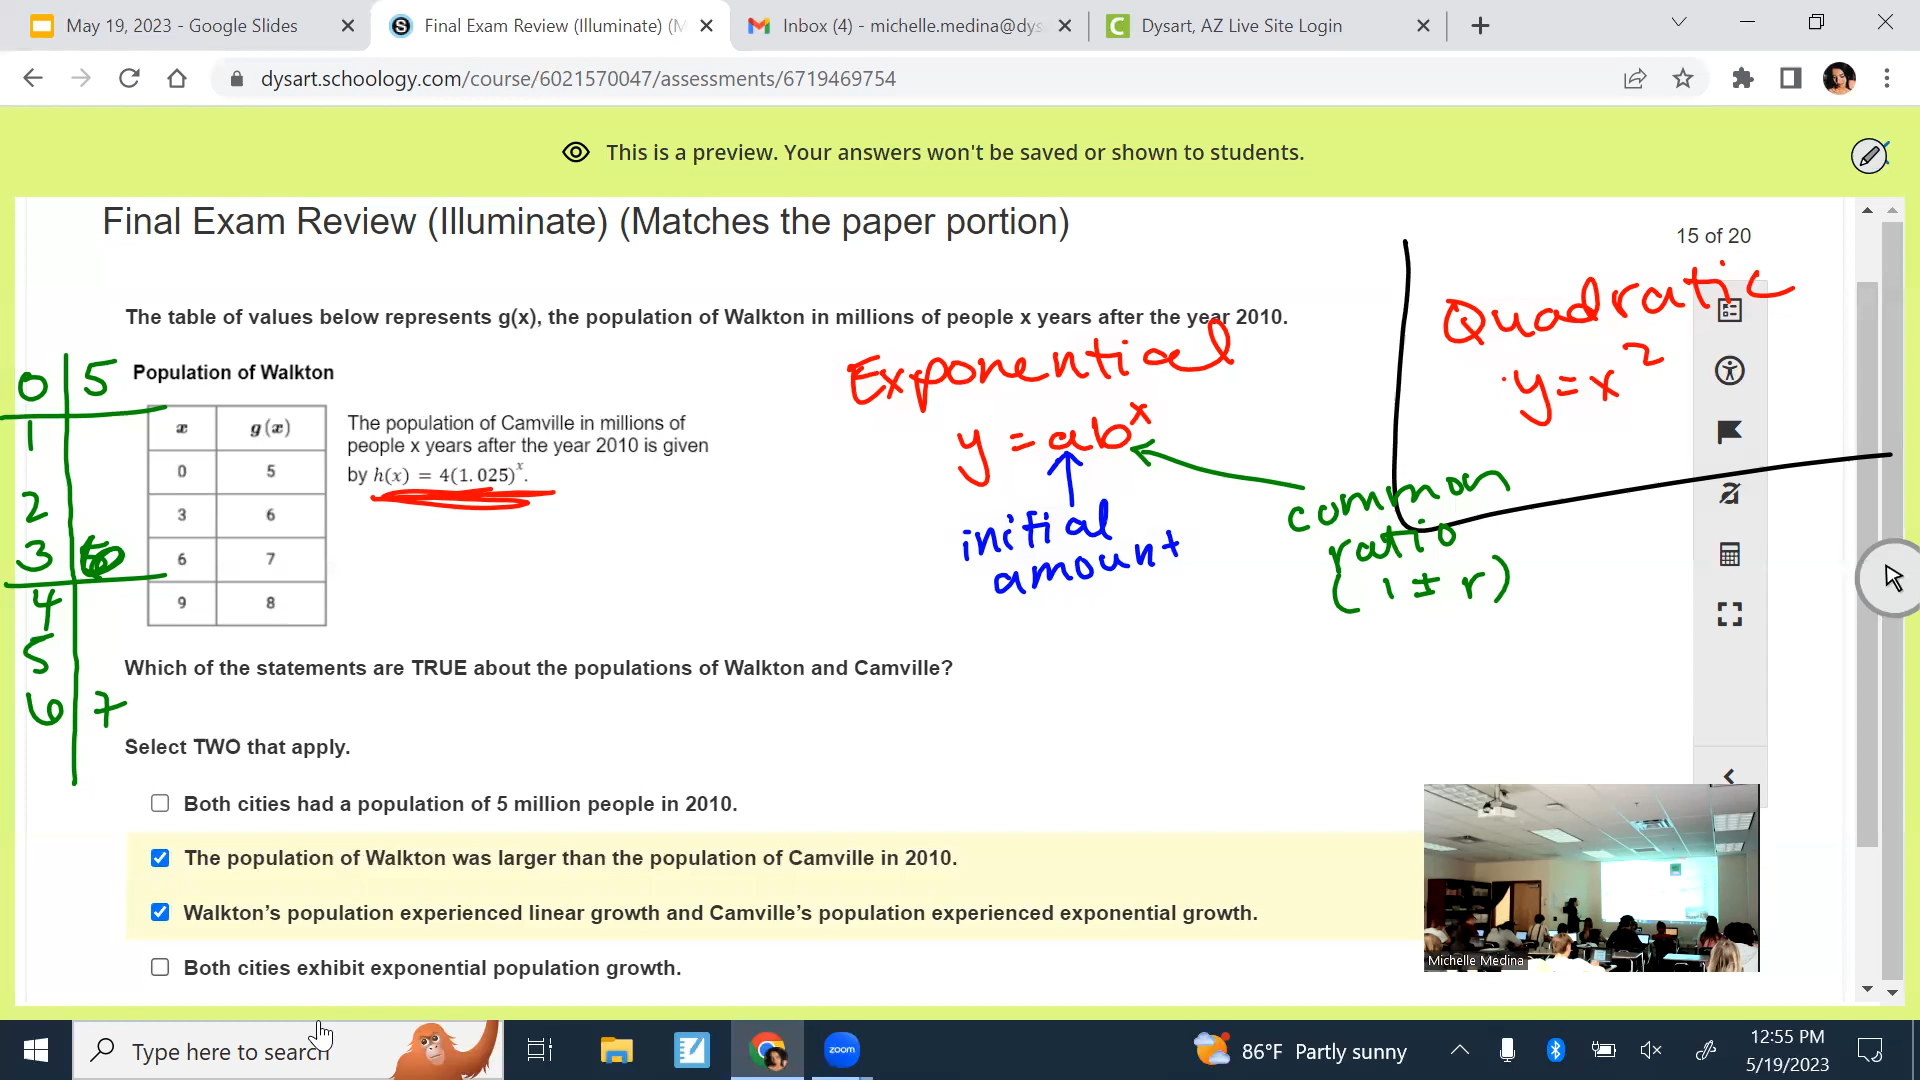 May 19, 2023 - Google Slides
Final Exam Review (Illuminate) (M
Inbox (4) - michelle.medina@dys
Dysart, AZ Live Site Login
dysart.schoology.com/course/6021570047/assessments/6719469754
This is a preview. Your answers won't be saved or shown to students.
Final Exam Review (Illuminate) (Matches the paper portion)
15 of 20
The table of values below represents g(x), the population of Walkton in millions of people x years after the year 2010.
Quadratic
y = x²
Exponential
y = ab^x
initial
amount
common
ratio
(1 ± r)
0 5
1
2
3 6
4
5
6 7
Population of Walkton
x g(x)
0 5
3 6
6 7
9 8
The population of Camville in millions of
people x years after the year 2010 is given
by h(x) = 4(1.025)^x.
Which of the statements are TRUE about the populations of Walkton and Camville?
Select TWO that apply.
Both cities had a population of 5 million people in 2010.
The population of Walkton was larger than the population of Camville in 2010.
Walkton's population experienced linear growth and Camville's population experienced exponential growth.
Both cities exhibit exponential population growth.
Michelle Medina
Type here to search
zoom
86°F Partly sunny
12:55 PM
5/19/2023